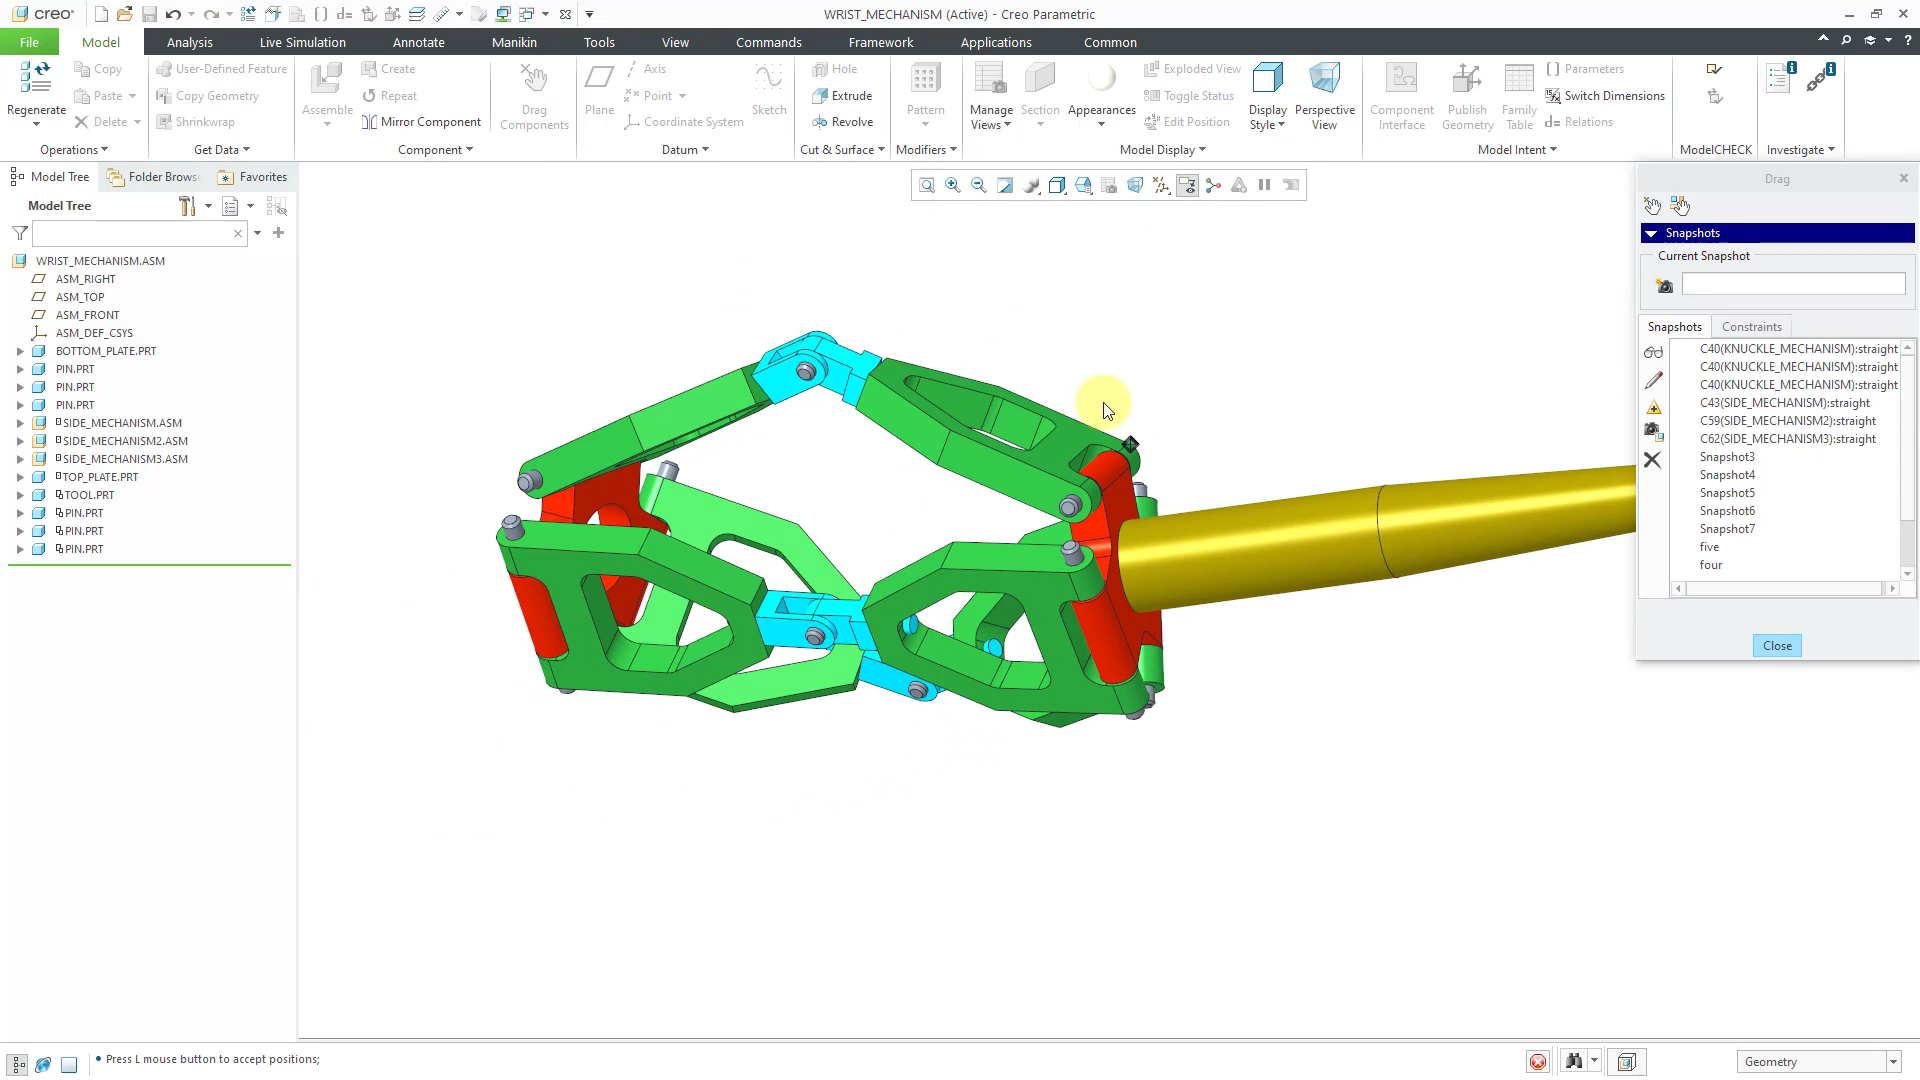 creo
WRIST_MECHANISM (Active) - Creo Parametric
File Model Analysis Live Simulation Annotate Manikin Tools View Commands Framework Applications Common
Regenerate
Copy
Paste
Delete
Operations
User-Defined Feature
Copy Geometry
Shrinkwrap
Get Data
Assemble
Create
Repeat
Mirror Component
Drag
Components
Component
Plane
Axis
Point
Coordinate System
Sketch
Datum
Hole
Extrude
Revolve
Cut & Surface
Pattern
Modifiers
Manage
Views
Section
Appearances
Exploded View
Toggle Status
Edit Position
Display
Style
Perspective
View
Model Display
Component
Interface
Publish
Geometry
Family
Table
Parameters
Switch Dimensions
Relations
Model Intent
ModelCHECK
Investigate
Model Tree Folder Brows Favorites
Model Tree
WRIST_MECHANISM.ASM
ASM_RIGHT
ASM_TOP
ASM_FRONT
ASM_DEF_CSYS
BOTTOM_PLATE.PRT
PIN.PRT
PIN.PRT
PIN.PRT
SIDE_MECHANISM.ASM
SIDE_MECHANISM2.ASM
SIDE_MECHANISM3.ASM
TOP_PLATE.PRT
TOOL.PRT
PIN.PRT
PIN.PRT
PIN.PRT
Drag
Snapshots
Current Snapshot
Snapshots Constraints
C40(KNUCKLE_MECHANISM):straight
C40(KNUCKLE_MECHANISM):straight
C40(KNUCKLE_MECHANISM):straight
C43(SIDE_MECHANISM):straight
C59(SIDE_MECHANISM2):straight
C62(SIDE_MECHANISM3):straight
Snapshot3
Snapshot4
Snapshot5
Snapshot6
Snapshot7
five
four
Close
• Press L mouse button to accept positions;
Geometry